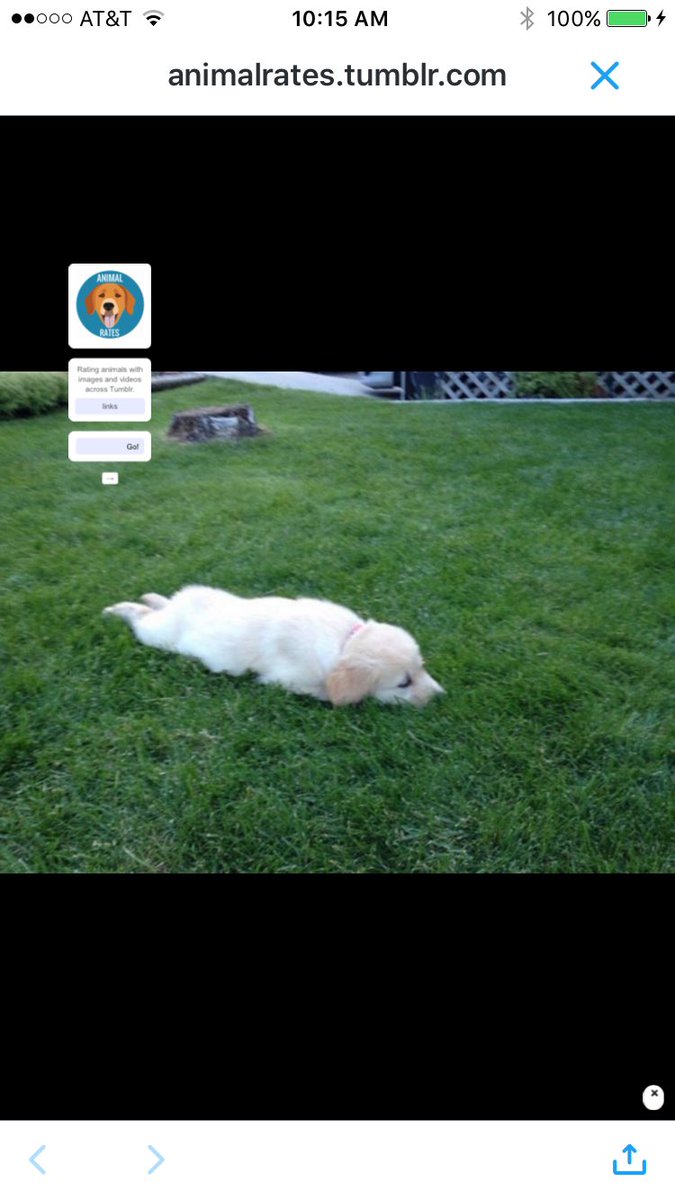 AT&T 10:15 AM 100%
animalrates.tumblr.com
ANIMAL
RATES
Rating animals with
images and videos
across Tumblr.
links
Go!